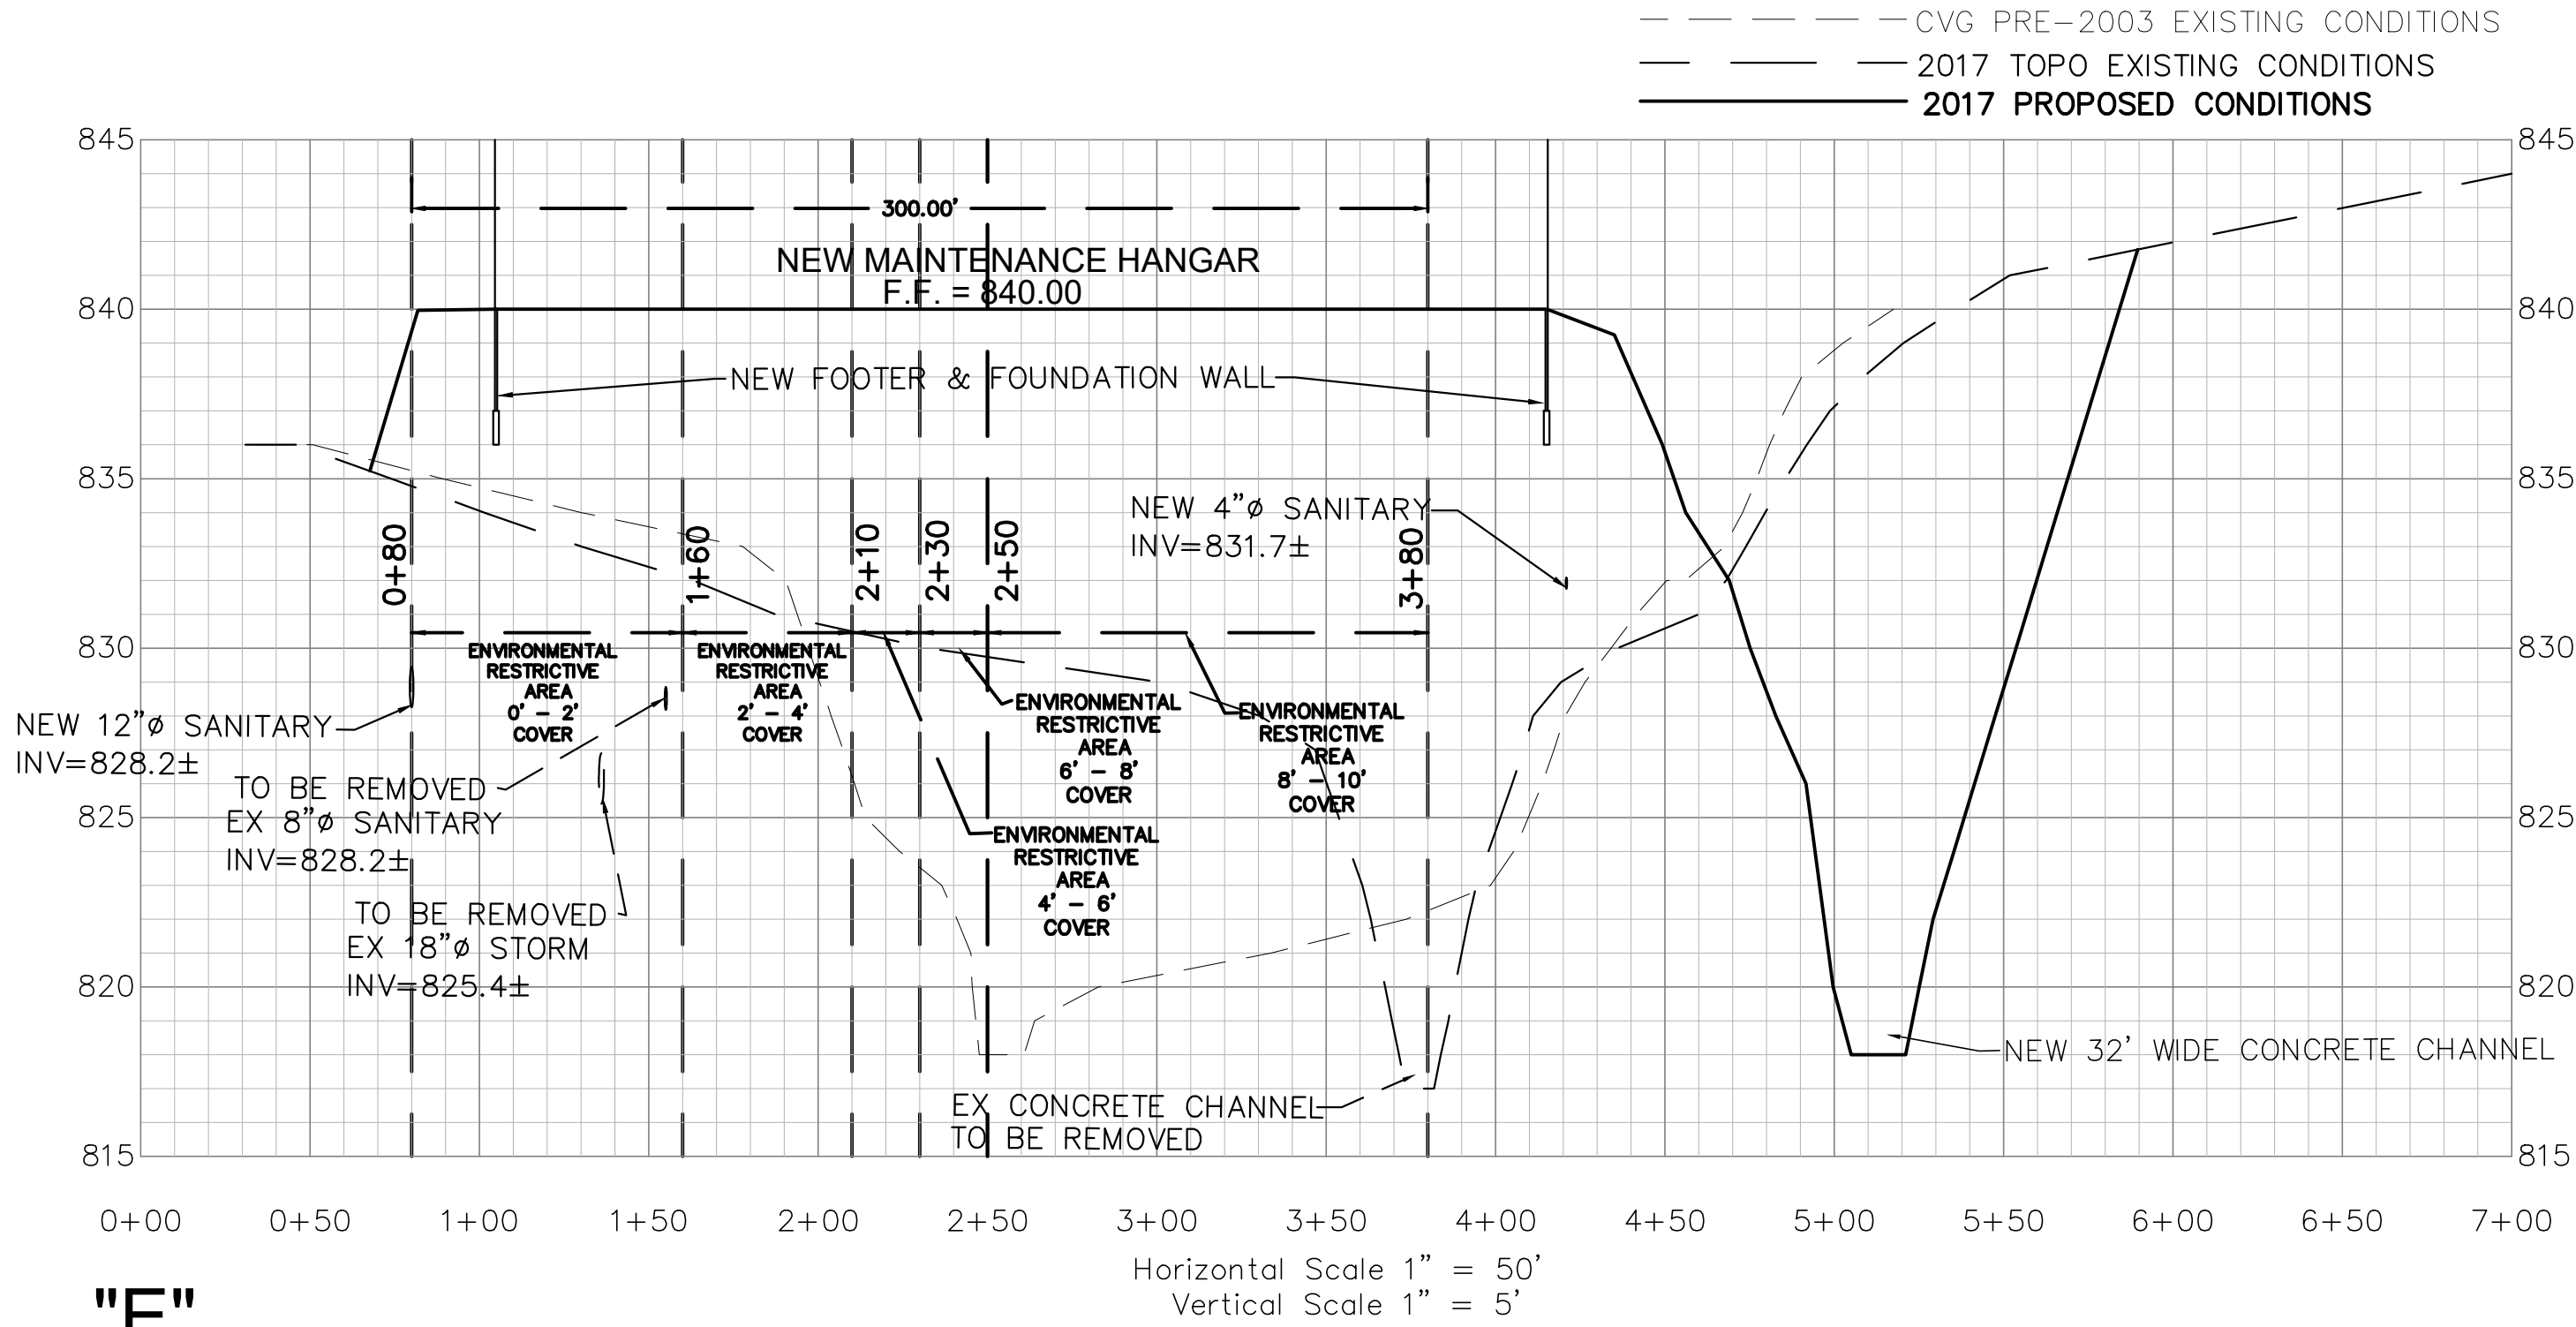 CVG PRE-2003 EXISTING CONDITIONS
2017 TOPO EXISTING CONDITIONS
2017 PROPOSED CONDITIONS
845
845
300.00'
NEW MAINTENANCE HANGAR
F.F. = 840.00
840
840
NEW FOOTER & FOUNDATION WALL
835
835
NEW 4"ø SANITARY
INV=831.7±
0+80
1+60
2+10
2+30
2+50
3+80
830
830
ENVIRONMENTAL
RESTRICTIVE
AREA
0' - 2'
COVER
ENVIRONMENTAL
RESTRICTIVE
AREA
2' - 4'
COVER
ENVIRONMENTAL
RESTRICTIVE
AREA
6' - 8'
COVER
ENVIRONMENTAL
RESTRICTIVE
AREA
8' - 10'
COVER
NEW 12"ø SANITARY
INV=828.2±
TO BE REMOVED
EX 8"ø SANITARY
INV=828.2±
825
825
ENVIRONMENTAL
RESTRICTIVE
AREA
4' - 6'
COVER
TO BE REMOVED
EX 18"ø STORM
INV=825.4±
820
820
NEW 32' WIDE CONCRETE CHANNEL
EX CONCRETE CHANNEL
TO BE REMOVED
815
815
0+00 0+50 1+00 1+50 2+00 2+50 3+00 3+50 4+00 4+50 5+00 5+50 6+00 6+50 7+00
Horizontal Scale 1" = 50'
Vertical Scale 1" = 5'